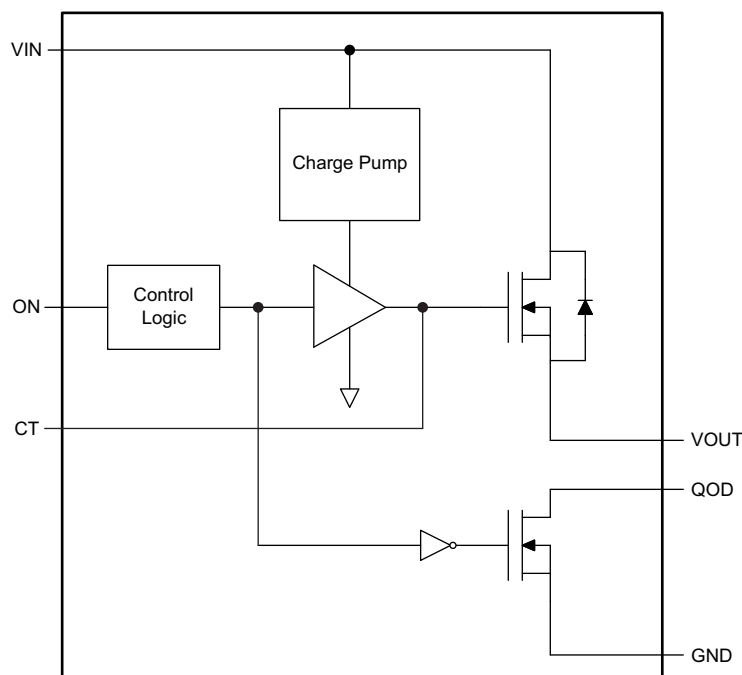 VIN
Charge Pump
ON
Control
Logic
CT
VOUT
QOD
GND